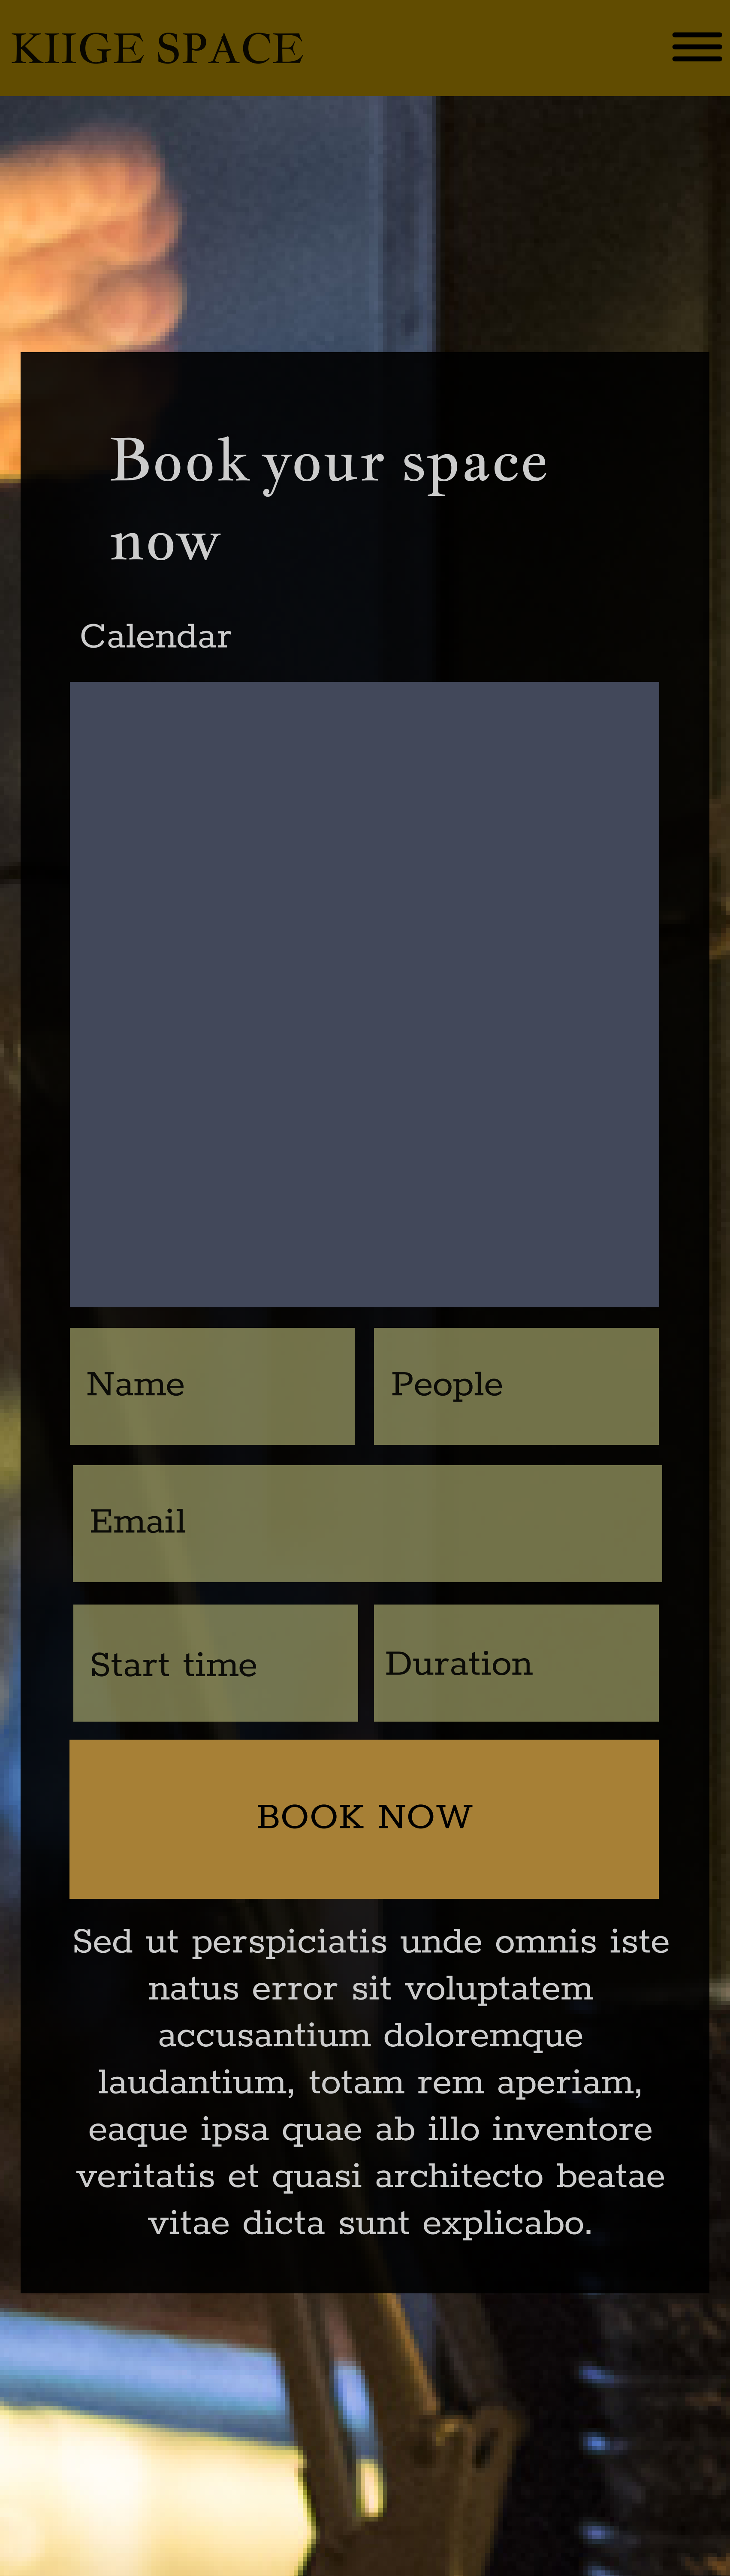 KIIGE SPACE
Book your space
now
Calendar
Name
People
Email
Start time
Duration
BOOK NOW
Sed ut perspiciatis unde omnis iste
natus error sit voluptatem
accusantium doloremque
laudantium, totam rem aperiam,
eaque ipsa quae ab illo inventore
veritatis et quasi architecto beatae
vitae dicta sunt explicabo.